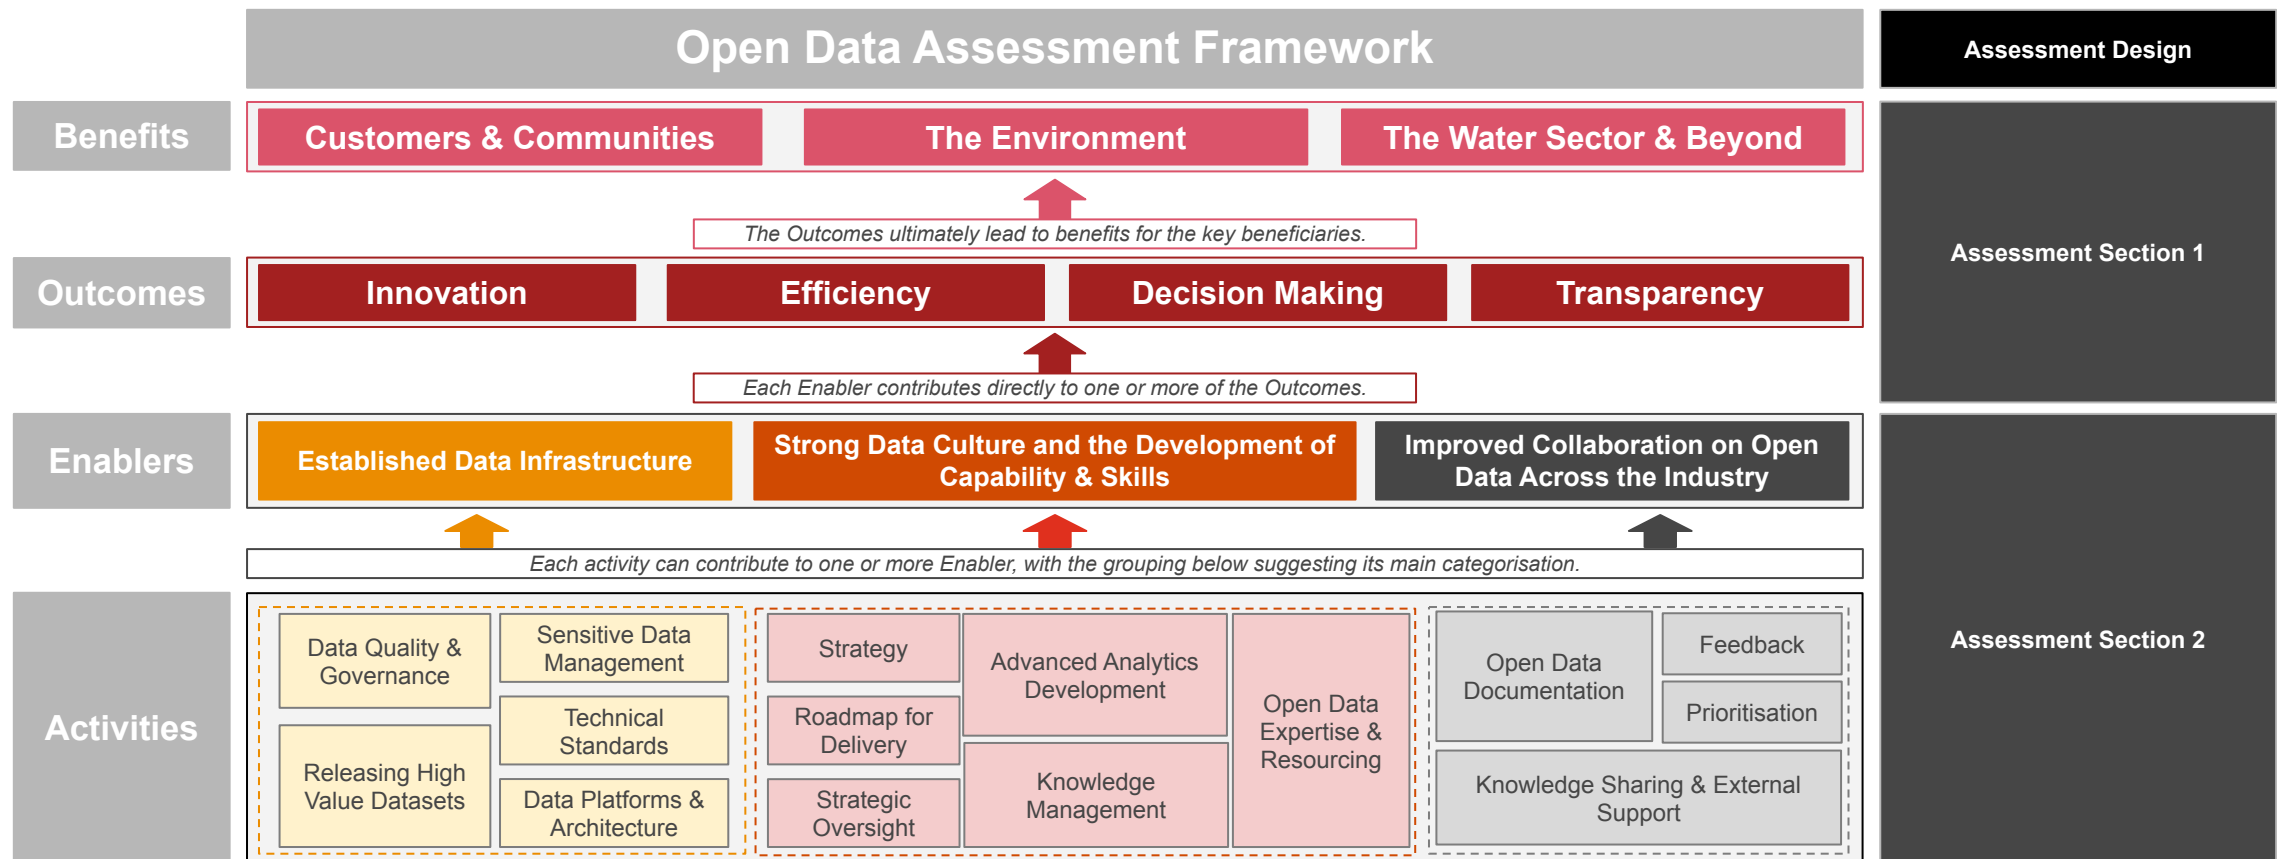 Open Data Assessment Framework
Assessment Design
Benefits
Customers & Communities
The Environment
The Water Sector & Beyond
The Outcomes ultimately lead to benefits for the key beneficiaries.
Assessment Section 1
Outcomes
Innovation
Efficiency
Decision Making
Transparency
Each Enabler contributes directly to one or more of the Outcomes.
Enablers
Established Data Infrastructure
Strong Data Culture and the Development of
Capability & Skills
Improved Collaboration on Open
Data Across the Industry
Each activity can contribute to one or more Enabler, with the grouping below suggesting its main categorisation.
Assessment Section 2
Activities
Data Quality &
Governance
Releasing High
Value Datasets
Sensitive Data
Management
Technical
Standards
Data Platforms &
Architecture
Strategy
Roadmap for
Delivery
Strategic
Oversight
Advanced Analytics
Development
Knowledge
Management
Open Data
Expertise &
Resourcing
Open Data
Documentation
Feedback
Prioritisation
Knowledge Sharing & External
Support